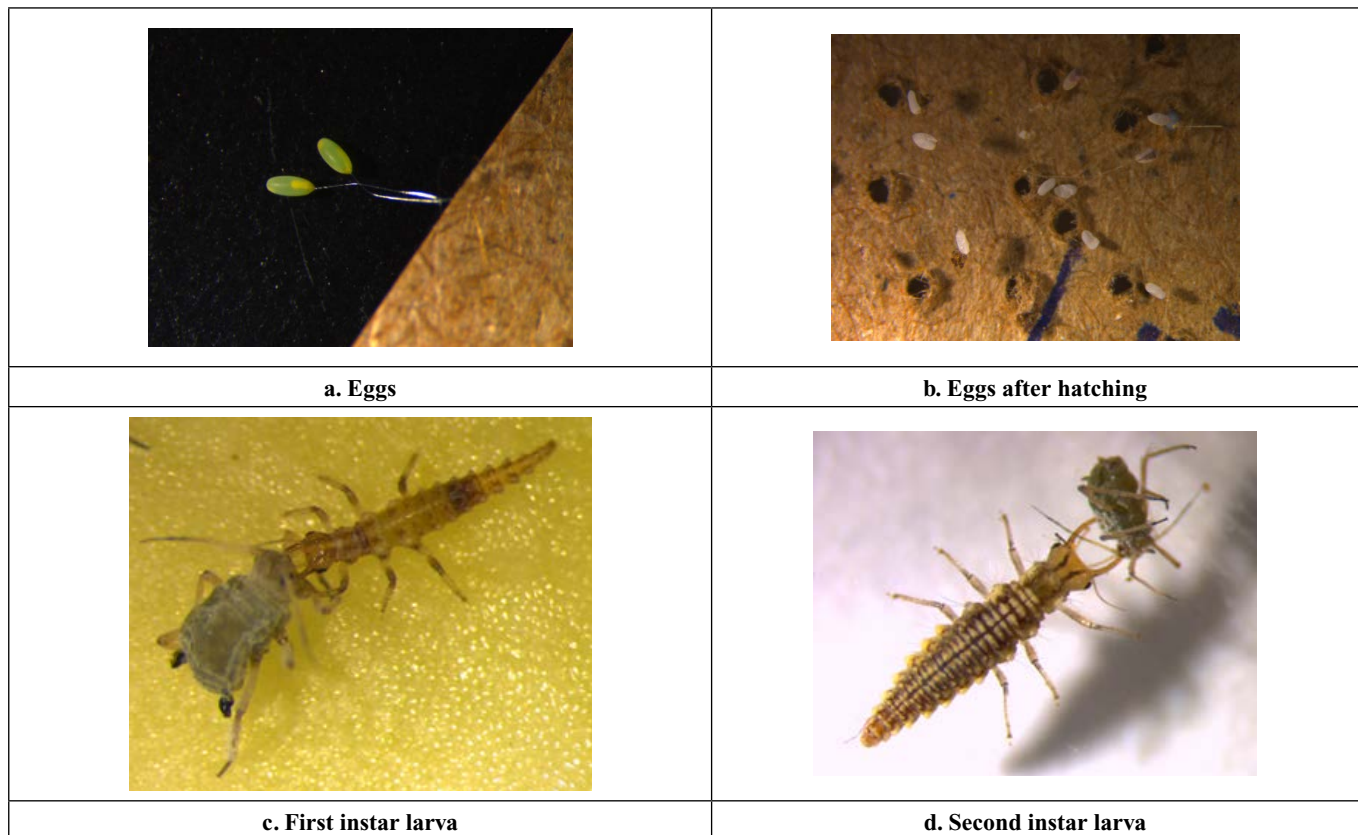 a. Eggs
b. Eggs after hatching
c. First instar larva
d. Second instar larva